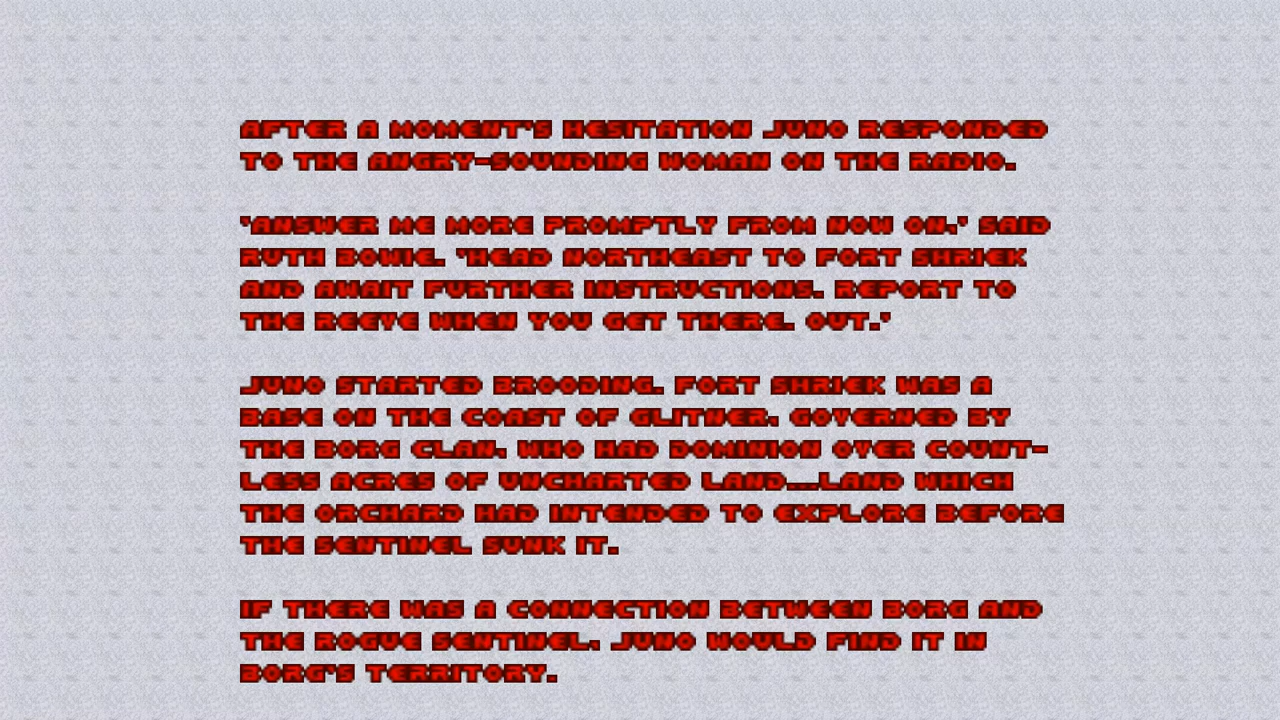 AFTER A MOMENT'S HESITATION JUNO RESPONDED
TO THE ANGRY-SOUNDING WOMAN ON THE RADIO.
'ANSWER ME MORE PROMPTLY FROM NOW ON,' SAID
RUTH BOWIE. 'HEAD NORTHEAST TO FORT SHRIEK
AND AWAIT FURTHER INSTRUCTIONS. REPORT TO
THE REEVE WHEN YOU GET THERE. OUT.'
JUNO STARTED BROODING. FORT SHRIEK WAS A
BASE ON THE COAST OF GLITNER, GOVERNED BY
THE BORG CLAN, WHO HAD DOMINION OVER COUNT-
LESS ACRES OF UNCHARTED LAND...LAND WHICH
THE ORCHARD HAD INTENDED TO EXPLORE BEFORE
THE SENTINEL SUNK IT.
IF THERE WAS A CONNECTION BETWEEN BORG AND
THE ROGUE SENTINEL, JUNO WOULD FIND IT IN
BORG'S TERRITORY.